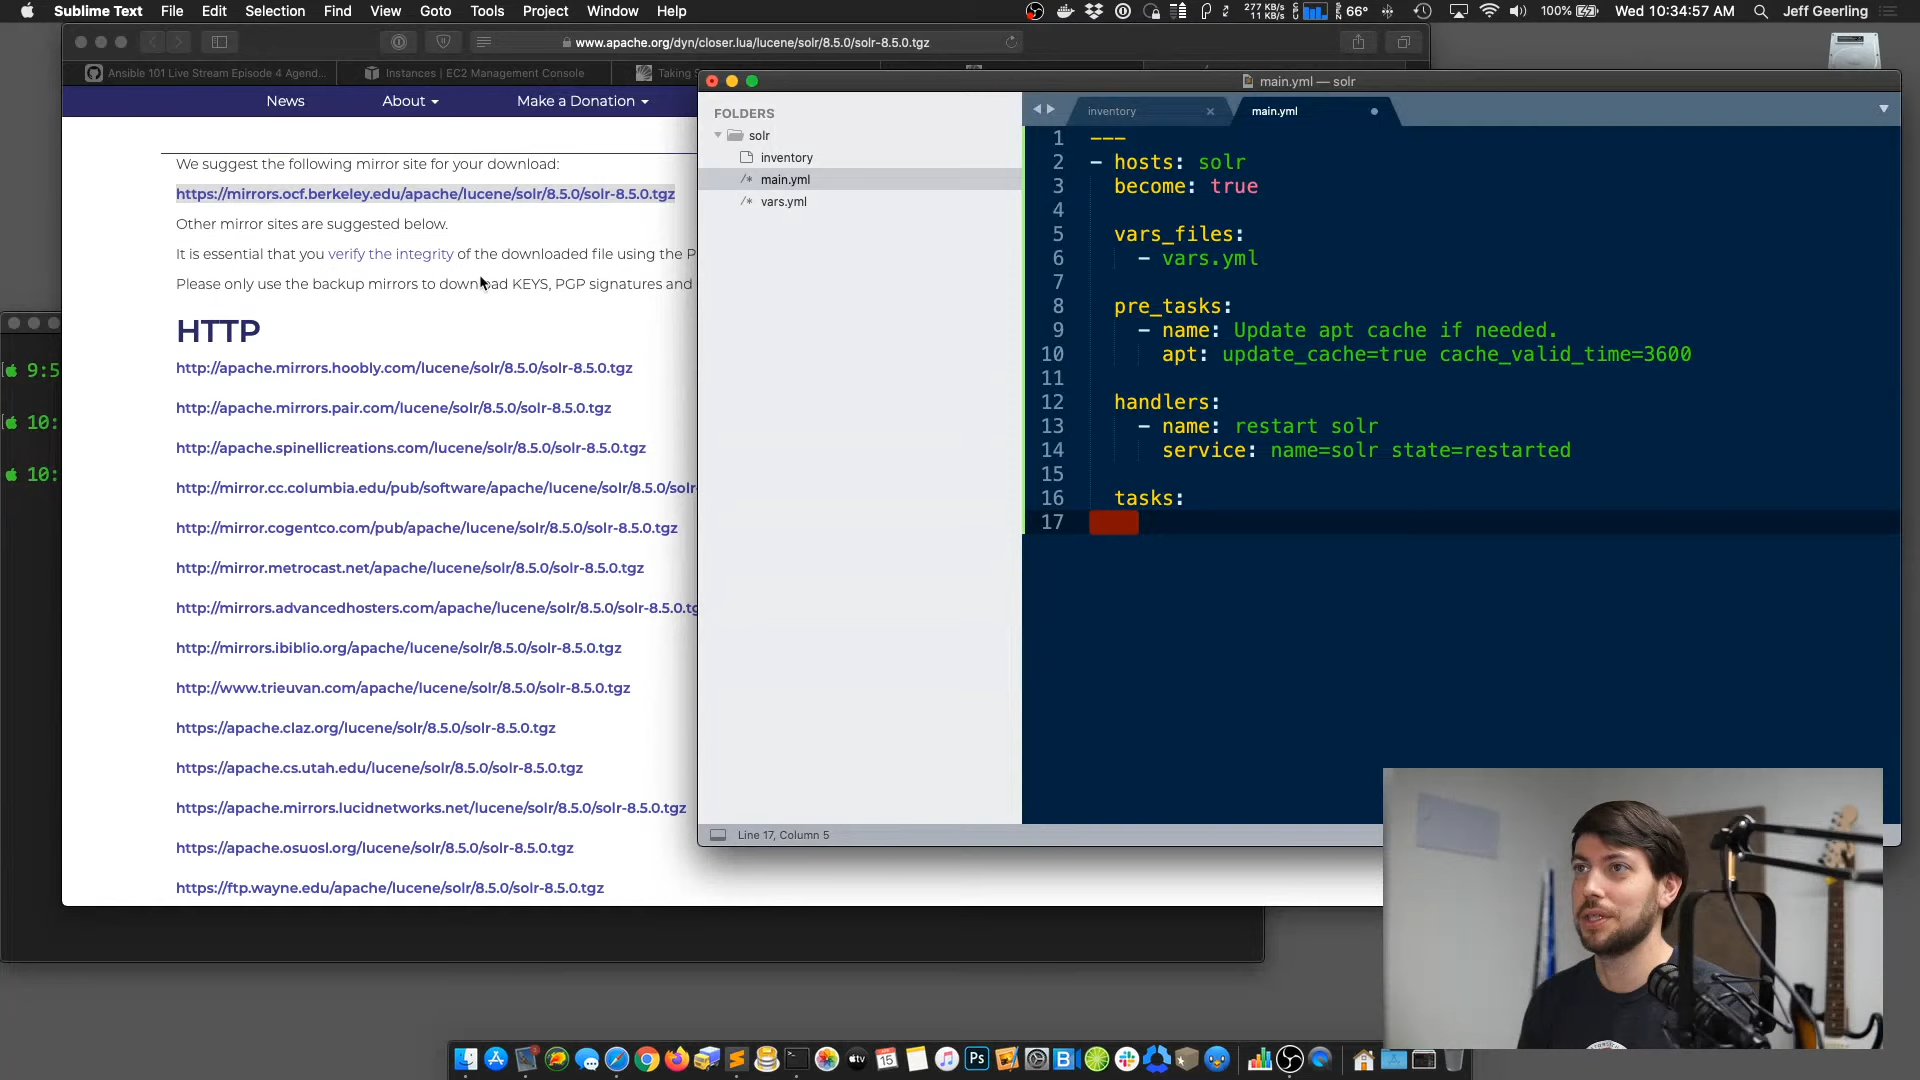 Sublime Text File Edit Selection Find View Goto Tools Project Window Help
277 KB/s
11 KB/s
66° 100% Wed 10:34:57 AM Jeff Geerling
www.apache.org/dyn/closer.lua/lucene/solr/8.5.0/solr-8.5.0.tgz
Ansible 101 Live Stream Episode 4 Agend...
Instances | EC2 Management Console
Taking S
News About Make a Donation
We suggest the following mirror site for your download:
https://mirrors.ocf.berkeley.edu/apache/lucene/solr/8.5.0/solr-8.5.0.tgz
Other mirror sites are suggested below.
It is essential that you verify the integrity of the downloaded file using the P
Please only use the backup mirrors to download KEYS, PGP signatures and
HTTP
http://apache.mirrors.hoobly.com/lucene/solr/8.5.0/solr-8.5.0.tgz
http://apache.mirrors.pair.com/lucene/solr/8.5.0/solr-8.5.0.tgz
http://apache.spinellicreations.com/lucene/solr/8.5.0/solr-8.5.0.tgz
http://mirror.cc.columbia.edu/pub/software/apache/lucene/solr/8.5.0/solr-
http://mirror.cogentco.com/pub/apache/lucene/solr/8.5.0/solr-8.5.0.tgz
http://mirror.metrocast.net/apache/lucene/solr/8.5.0/solr-8.5.0.tgz
http://mirrors.advancedhosters.com/apache/lucene/solr/8.5.0/solr-8.5.0.tg
http://mirrors.ibiblio.org/apache/lucene/solr/8.5.0/solr-8.5.0.tgz
http://www.trieuvan.com/apache/lucene/solr/8.5.0/solr-8.5.0.tgz
https://apache.claz.org/lucene/solr/8.5.0/solr-8.5.0.tgz
https://apache.cs.utah.edu/lucene/solr/8.5.0/solr-8.5.0.tgz
https://apache.mirrors.lucidnetworks.net/lucene/solr/8.5.0/solr-8.5.0.tgz
https://apache.osuosl.org/lucene/solr/8.5.0/solr-8.5.0.tgz
https://ftp.wayne.edu/apache/lucene/solr/8.5.0/solr-8.5.0.tgz
9:5
10:
10:
main.yml — solr
FOLDERS
solr
inventory
main.yml
vars.yml
inventory
main.yml
1 ---
2 - hosts: solr
3 become: true
4
5 vars_files:
6 - vars.yml
7
8 pre_tasks:
9 - name: Update apt cache if needed.
10 apt: update_cache=true cache_valid_time=3600
11
12 handlers:
13 - name: restart solr
14 service: name=solr state=restarted
15
16 tasks:
17
Line 17, Column 5
tv
15
Ps
B